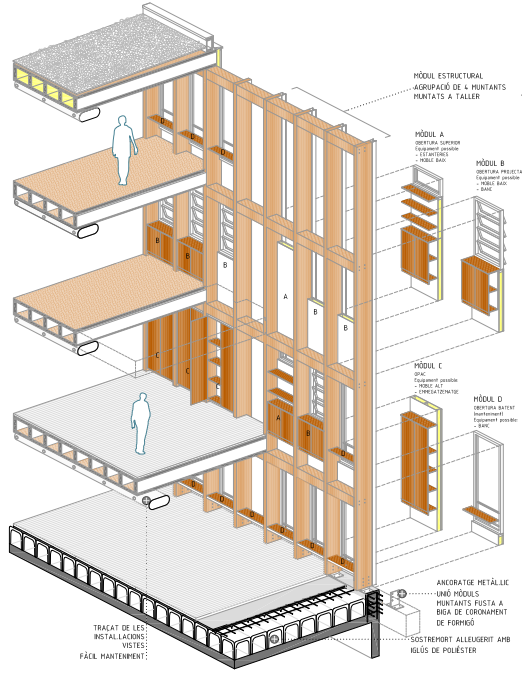 MÒDUL ESTRUCTURAL
AGRUPACIÓ DE 4 MUNTANTS
MUNTATS A TALLER
MÒDUL A
OBERTURA SUPERIOR
Equipament possible
- ESTANTERIES
- MOBLE BAIX
MÒDUL B
OBERTURA PROJECTA
Equipament possible
- MOBLE BAIX
- BANC
D
D
D
B
B
B
A
B
B
C
C
C
A
B
D
MÒDUL C
OPAC
Equipament possible:
- MOBLE ALT
- EMMEGATZENATGE
MÒDUL D
OBERTURA BATENT
(manteniment)
Equipament possible:
- BANC
D
D
D
D
D
D
ANCORATGE METÀL·LIC
UNIÓ MÒDULS
MUNTANTS FUSTA A
BIGA DE CORONAMENT
DE FORMIGÓ
TRAÇAT DE LES
INSTAL·LACIONS
VISTES
FÀCIL MANTENIMENT
SOSTREMORT ALLEUGERIT AMB
IGLÚS DE POLIÈSTER